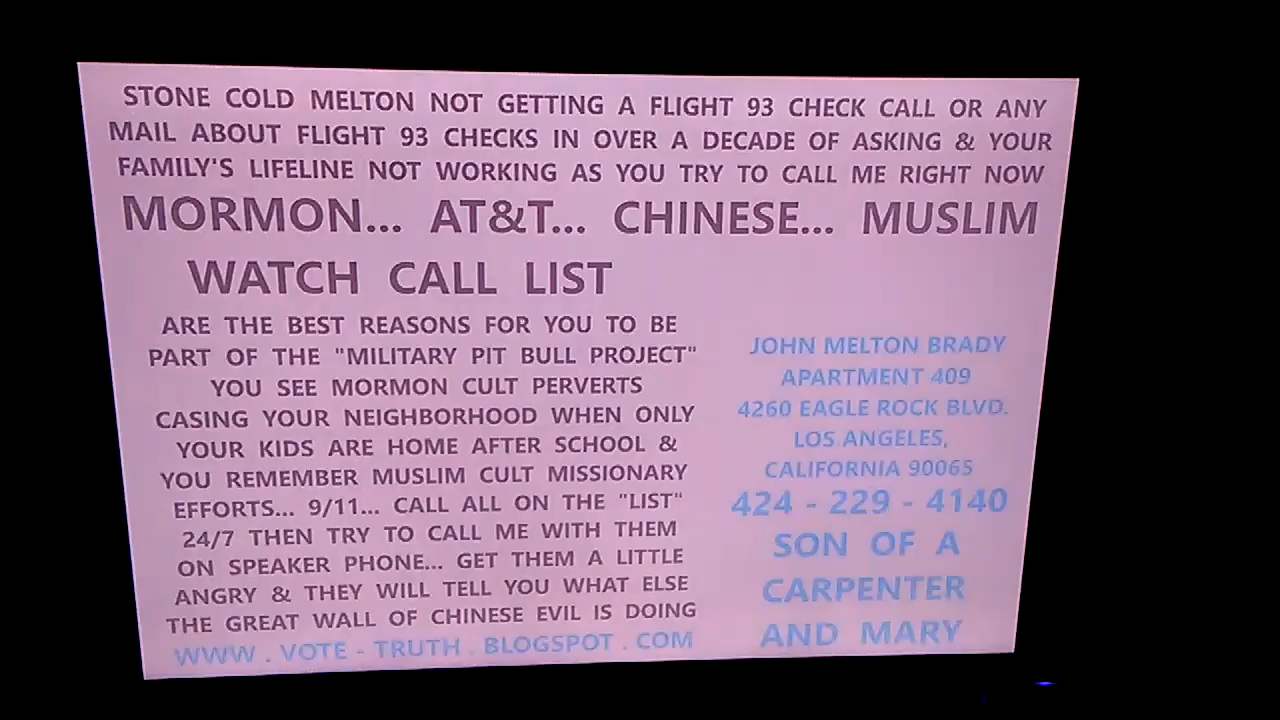 STONE COLD MELTON NOT GETTING A FLIGHT 93 CHECK CALL OR ANY
MAIL ABOUT FLIGHT 93 CHECKS IN OVER A DECADE OF ASKING & YOUR
FAMILY'S LIFELINE NOT WORKING AS YOU TRY TO CALL ME RIGHT NOW
MORMON... AT&T... CHINESE... MUSLIM
WATCH CALL LIST
ARE THE BEST REASONS FOR YOU TO BE
PART OF THE "MILITARY PIT BULL PROJECT"
YOU SEE MORMON CULT PERVERTS
CASING YOUR NEIGHBORHOOD WHEN ONLY
YOUR KIDS ARE HOME AFTER SCHOOL &
YOU REMEMBER MUSLIM CULT MISSIONARY
EFFORTS... 9/11... CALL ALL ON THE "LIST"
24/7 THEN TRY TO CALL ME WITH THEM
ON SPEAKER PHONE... GET THEM A LITTLE
ANGRY & THEY WILL TELL YOU WHAT ELSE
THE GREAT WALL OF CHINESE EVIL IS DOING
WWW . VOTE - TRUTH . BLOGSPOT . COM
JOHN MELTON BRADY
APARTMENT 409
4260 EAGLE ROCK BLVD.
LOS ANGELES,
CALIFORNIA 90065
424 - 229 - 4140
SON OF A
CARPENTER
AND MARY